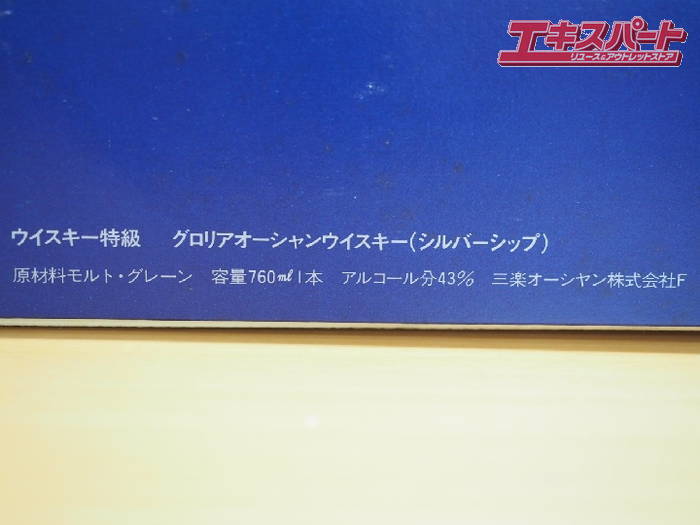 エキスパート
リユース&アウトレットストア
ウイスキー特級 グロリアオーシャンウイスキー(シルバーシップ)
原材料モルト・グレーン 容量760ml 1本 アルコール分43% 三楽オーシヤン株式会社F